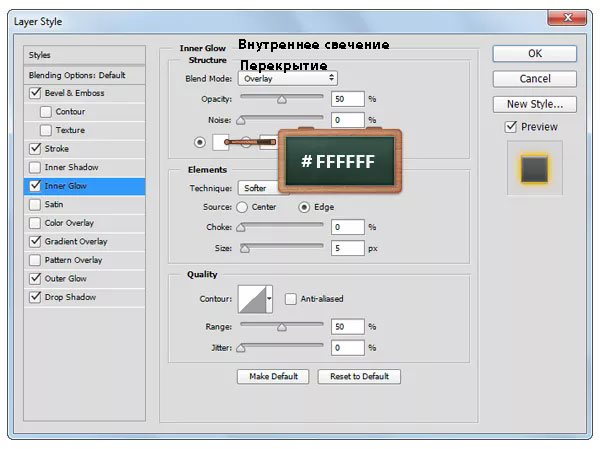 Layer Style
Styles
Blending Options: Default
Bevel & Emboss
Contour
Texture
Stroke
Inner Shadow
Inner Glow
Satin
Color Overlay
Gradient Overlay
Pattern Overlay
Outer Glow
Drop Shadow
Inner Glow Внутреннее свечение
Structure Перекрытие
Blend Mode: Overlay
Opacity: 50 %
Noise: 0 %
# FFFFFF
Elements
Technique: Softer
Source: Center Edge
Choke: 0 %
Size: 5 px
Quality
Contour: Anti-aliased
Range: 50 %
Jitter: 0 %
Make Default Reset to Default
OK
Cancel
New Style...
Preview